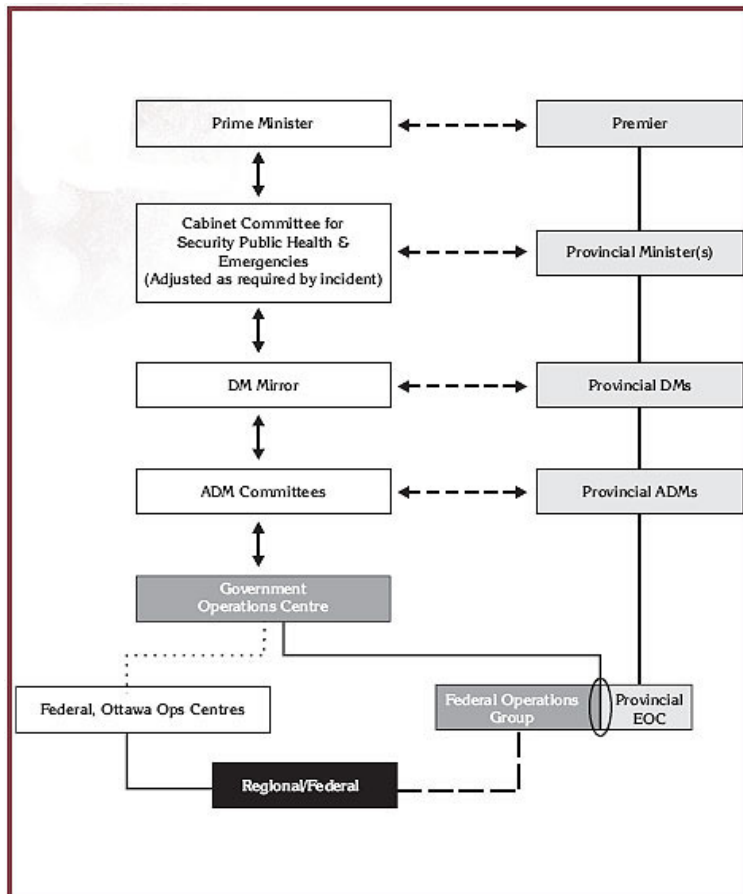 Prime Minister
Premier
Cabinet Committee for
Security Public Health &
Emergencies
(Adjusted as required by incident)
Provincial Minister(s)
DM Mirror
Provincial DMs
ADM Committees
Provincial ADMs
Government
Operations Centre
Federal, Ottawa Ops Centres
Federal Operations
Group
Provincial
EOC
Regional/Federal